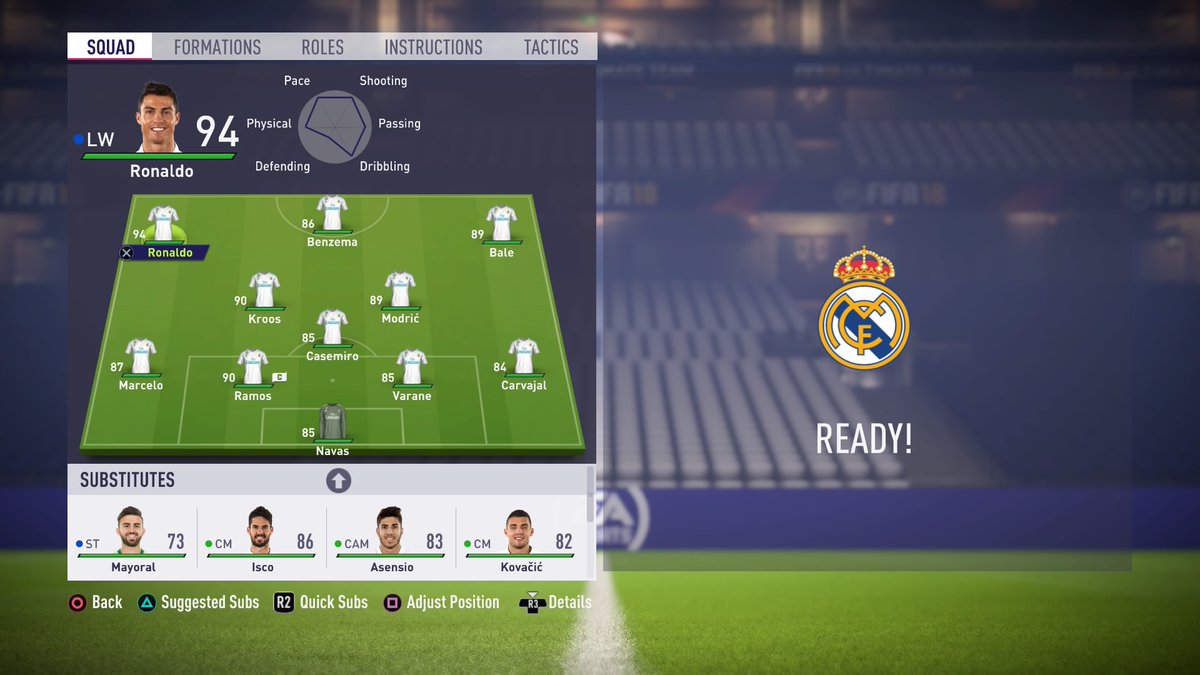 SQUAD FORMATIONS ROLES INSTRUCTIONS TACTICS
Pace Shooting
Physical Passing
Defending Dribbling
LW 94
Ronaldo
94
Ronaldo
86
Benzema
89
Bale
90
Kroos
89
Modrić
85
Casemiro
87
Marcelo
90 C
Ramos
85
Varane
84
Carvajal
85
Navas
SUBSTITUTES
ST 73
Mayoral
CM 86
Isco
CAM 83
Asensio
CM 82
Kovačić
Back Suggested Subs R2 Quick Subs Adjust Position R3 Details
READY!
FIFA 18